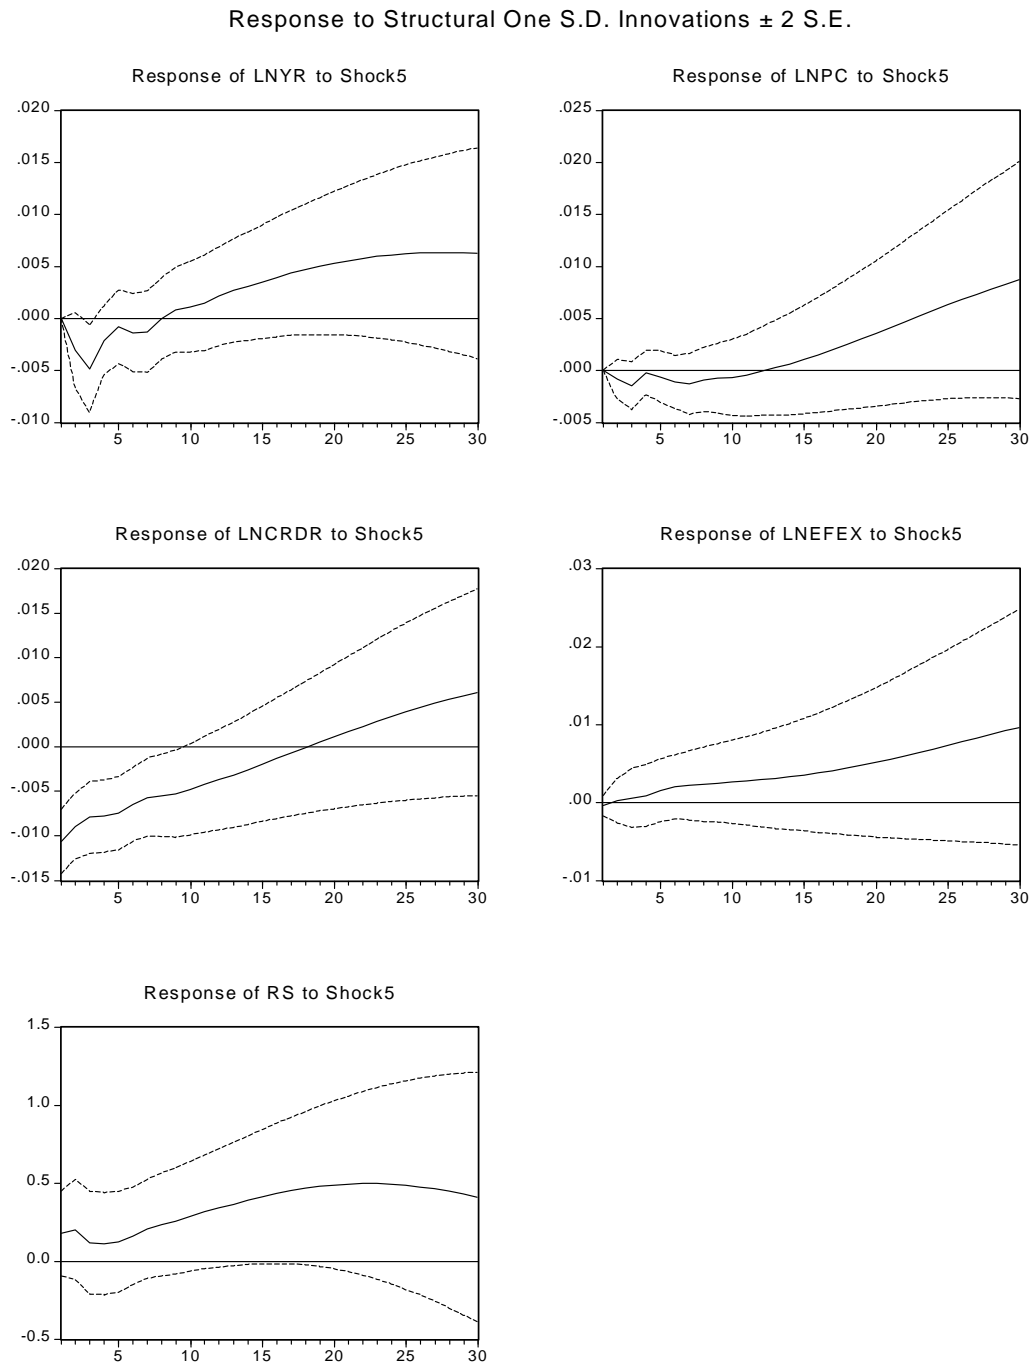 Response to Structural One S.D. Innovations ± 2 S.E.
Response of LNYR to Shock5
.020
.015
.010
.005
.000
-.005
-.010
5 10 15 20 25 30
Response of LNPC to Shock5
.025
.020
.015
.010
.005
.000
-.005
5 10 15 20 25 30
Response of LNCRDR to Shock5
.020
.015
.010
.005
.000
-.005
-.010
-.015
5 10 15 20 25 30
Response of LNEFEX to Shock5
.03
.02
.01
.00
-.01
5 10 15 20 25 30
Response of RS to Shock5
1.5
1.0
0.5
0.0
-0.5
5 10 15 20 25 30